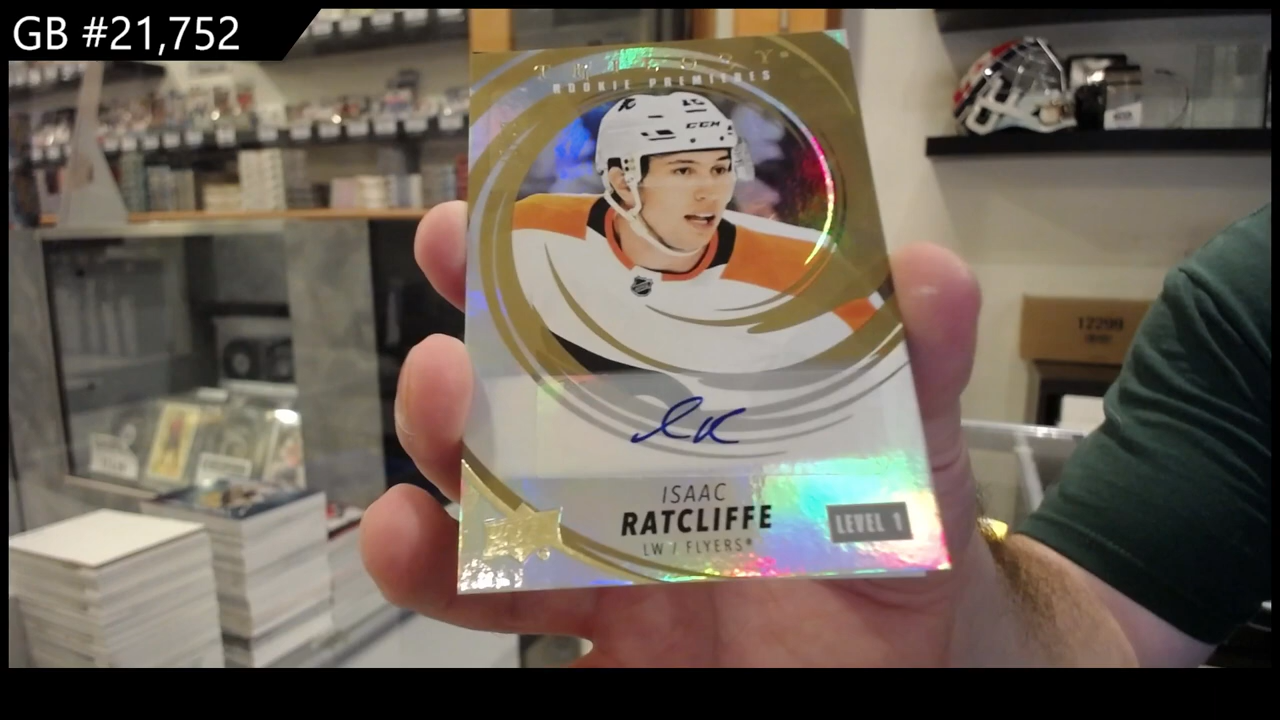 GB #21,752
TRILOGY
ROOKIE PREMIERES
CCM
ISAAC
RATCLIFFE
LW / FLYERS®
LEVEL 1
12299